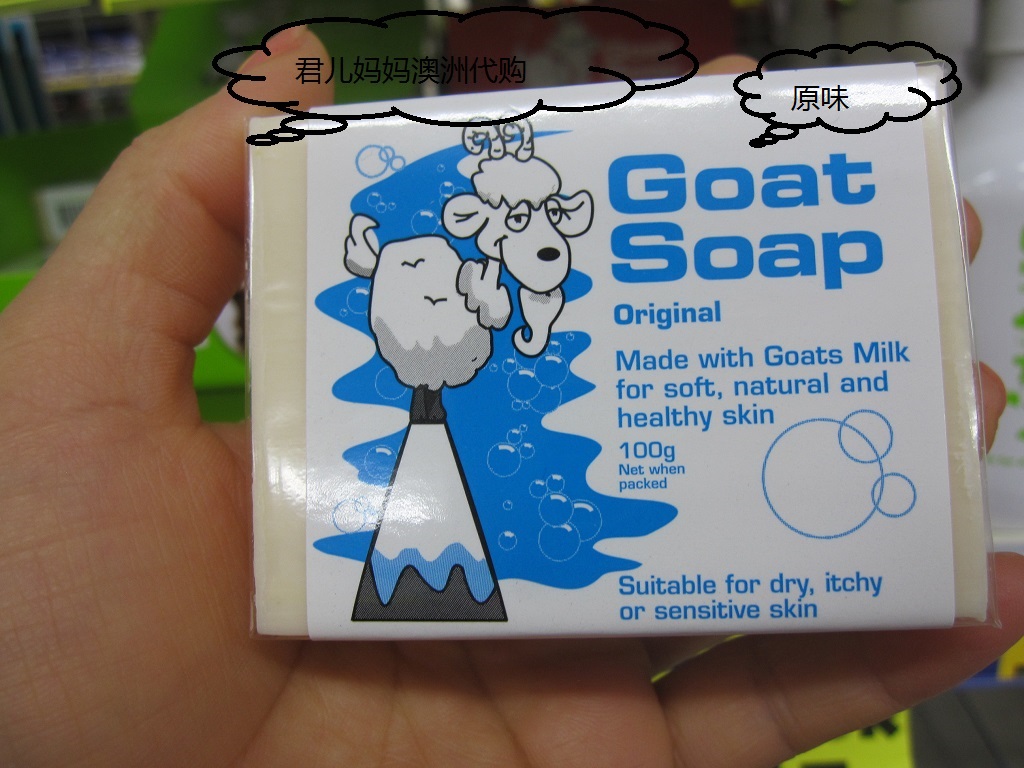 君儿妈妈澳洲代购
原味
Goat
Soap
Original
Made with Goats Milk
for soft, natural and
healthy skin
100g
Net when
packed
Suitable for dry, itchy
or sensitive skin